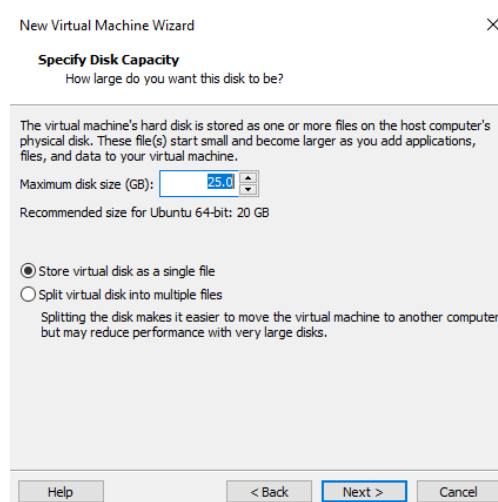 New Virtual Machine Wizard
Specify Disk Capacity
How large do you want this disk to be?
The virtual machine's hard disk is stored as one or more files on the host computer's
physical disk. These file(s) start small and become larger as you add applications,
files, and data to your virtual machine.
Maximum disk size (GB): 25.0
Recommended size for Ubuntu 64-bit: 20 GB
Store virtual disk as a single file
Split virtual disk into multiple files
Splitting the disk makes it easier to move the virtual machine to another computer
but may reduce performance with very large disks.
Help < Back Next > Cancel